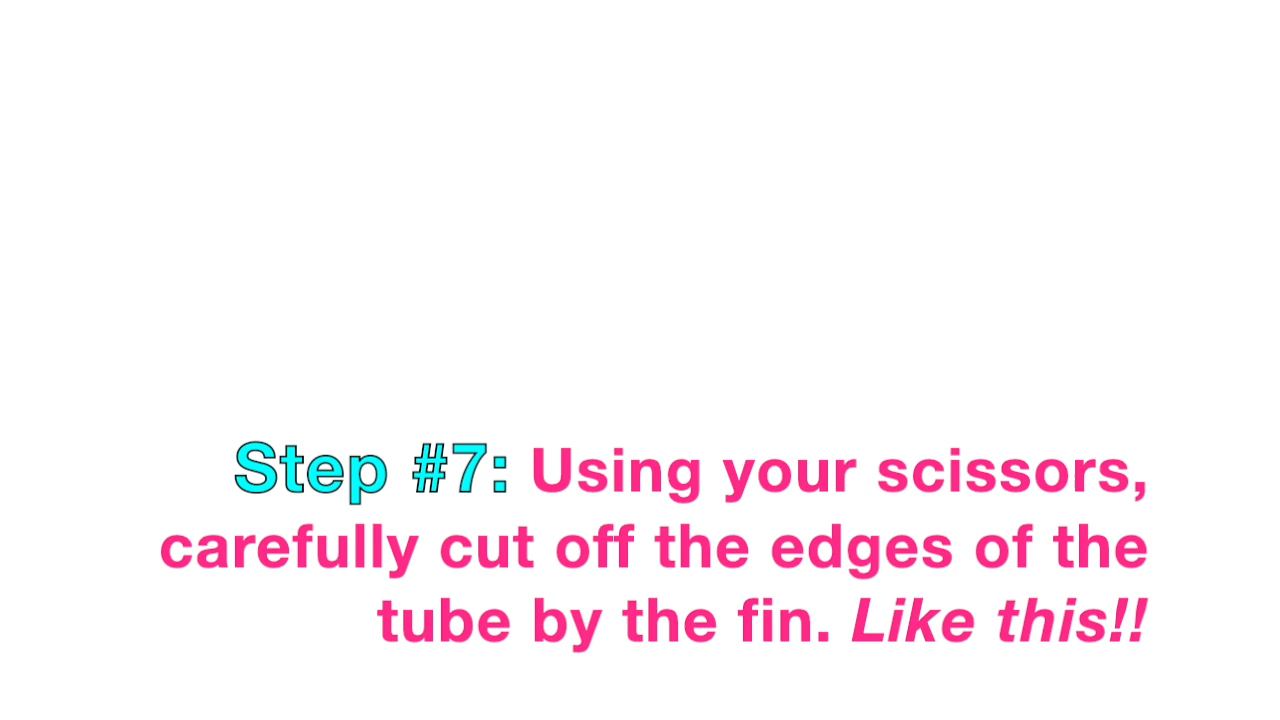 Step #7: Using your scissors,
carefully cut off the edges of the
tube by the fin. Like this!!